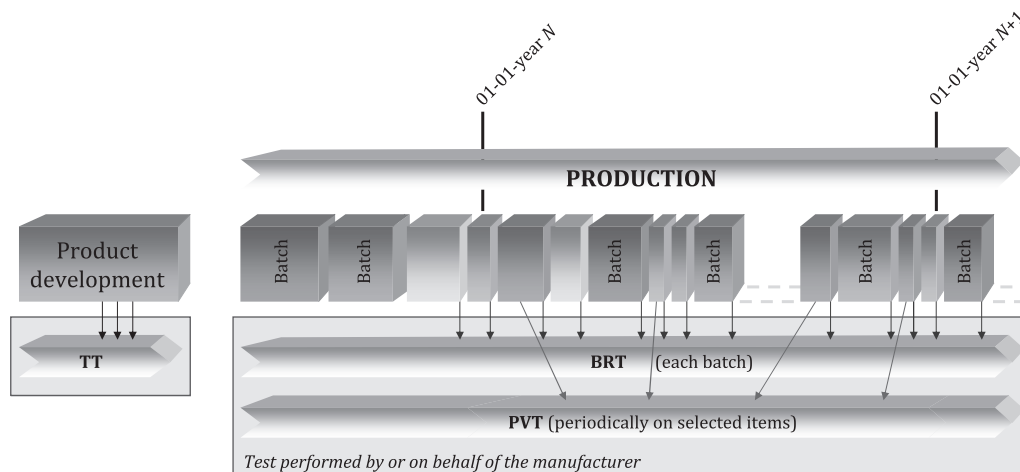 01-01-year N
01-01-year N+1
PRODUCTION
Product
development
Batch
Batch
Batch
Batch
Batch
Batch
TT
BRT (each batch)
PVT (periodically on selected items)
Test performed by or on behalf of the manufacturer